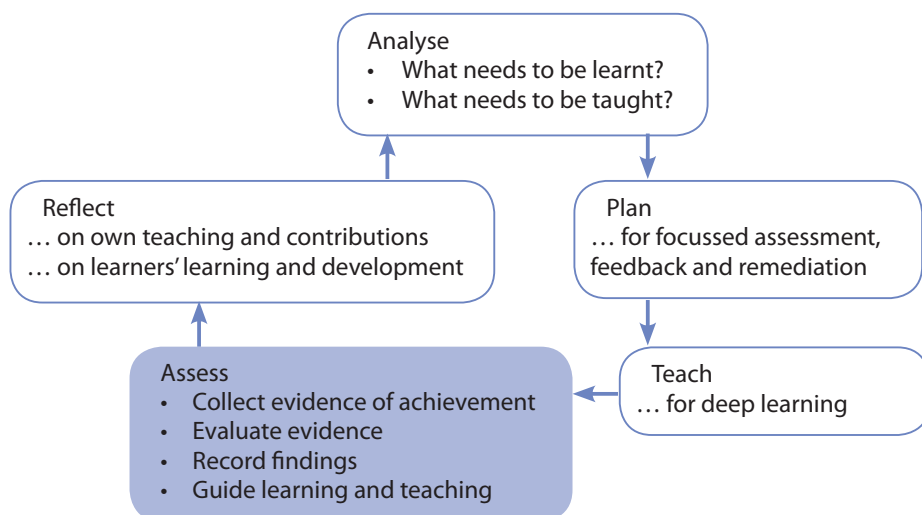 Analyse
• What needs to be learnt?
• What needs to be taught?
Plan
… for focussed assessment,
feedback and remediation
Teach
… for deep learning
Assess
• Collect evidence of achievement
• Evaluate evidence
• Record findings
• Guide learning and teaching
Reflect
… on own teaching and contributions
… on learners’ learning and development